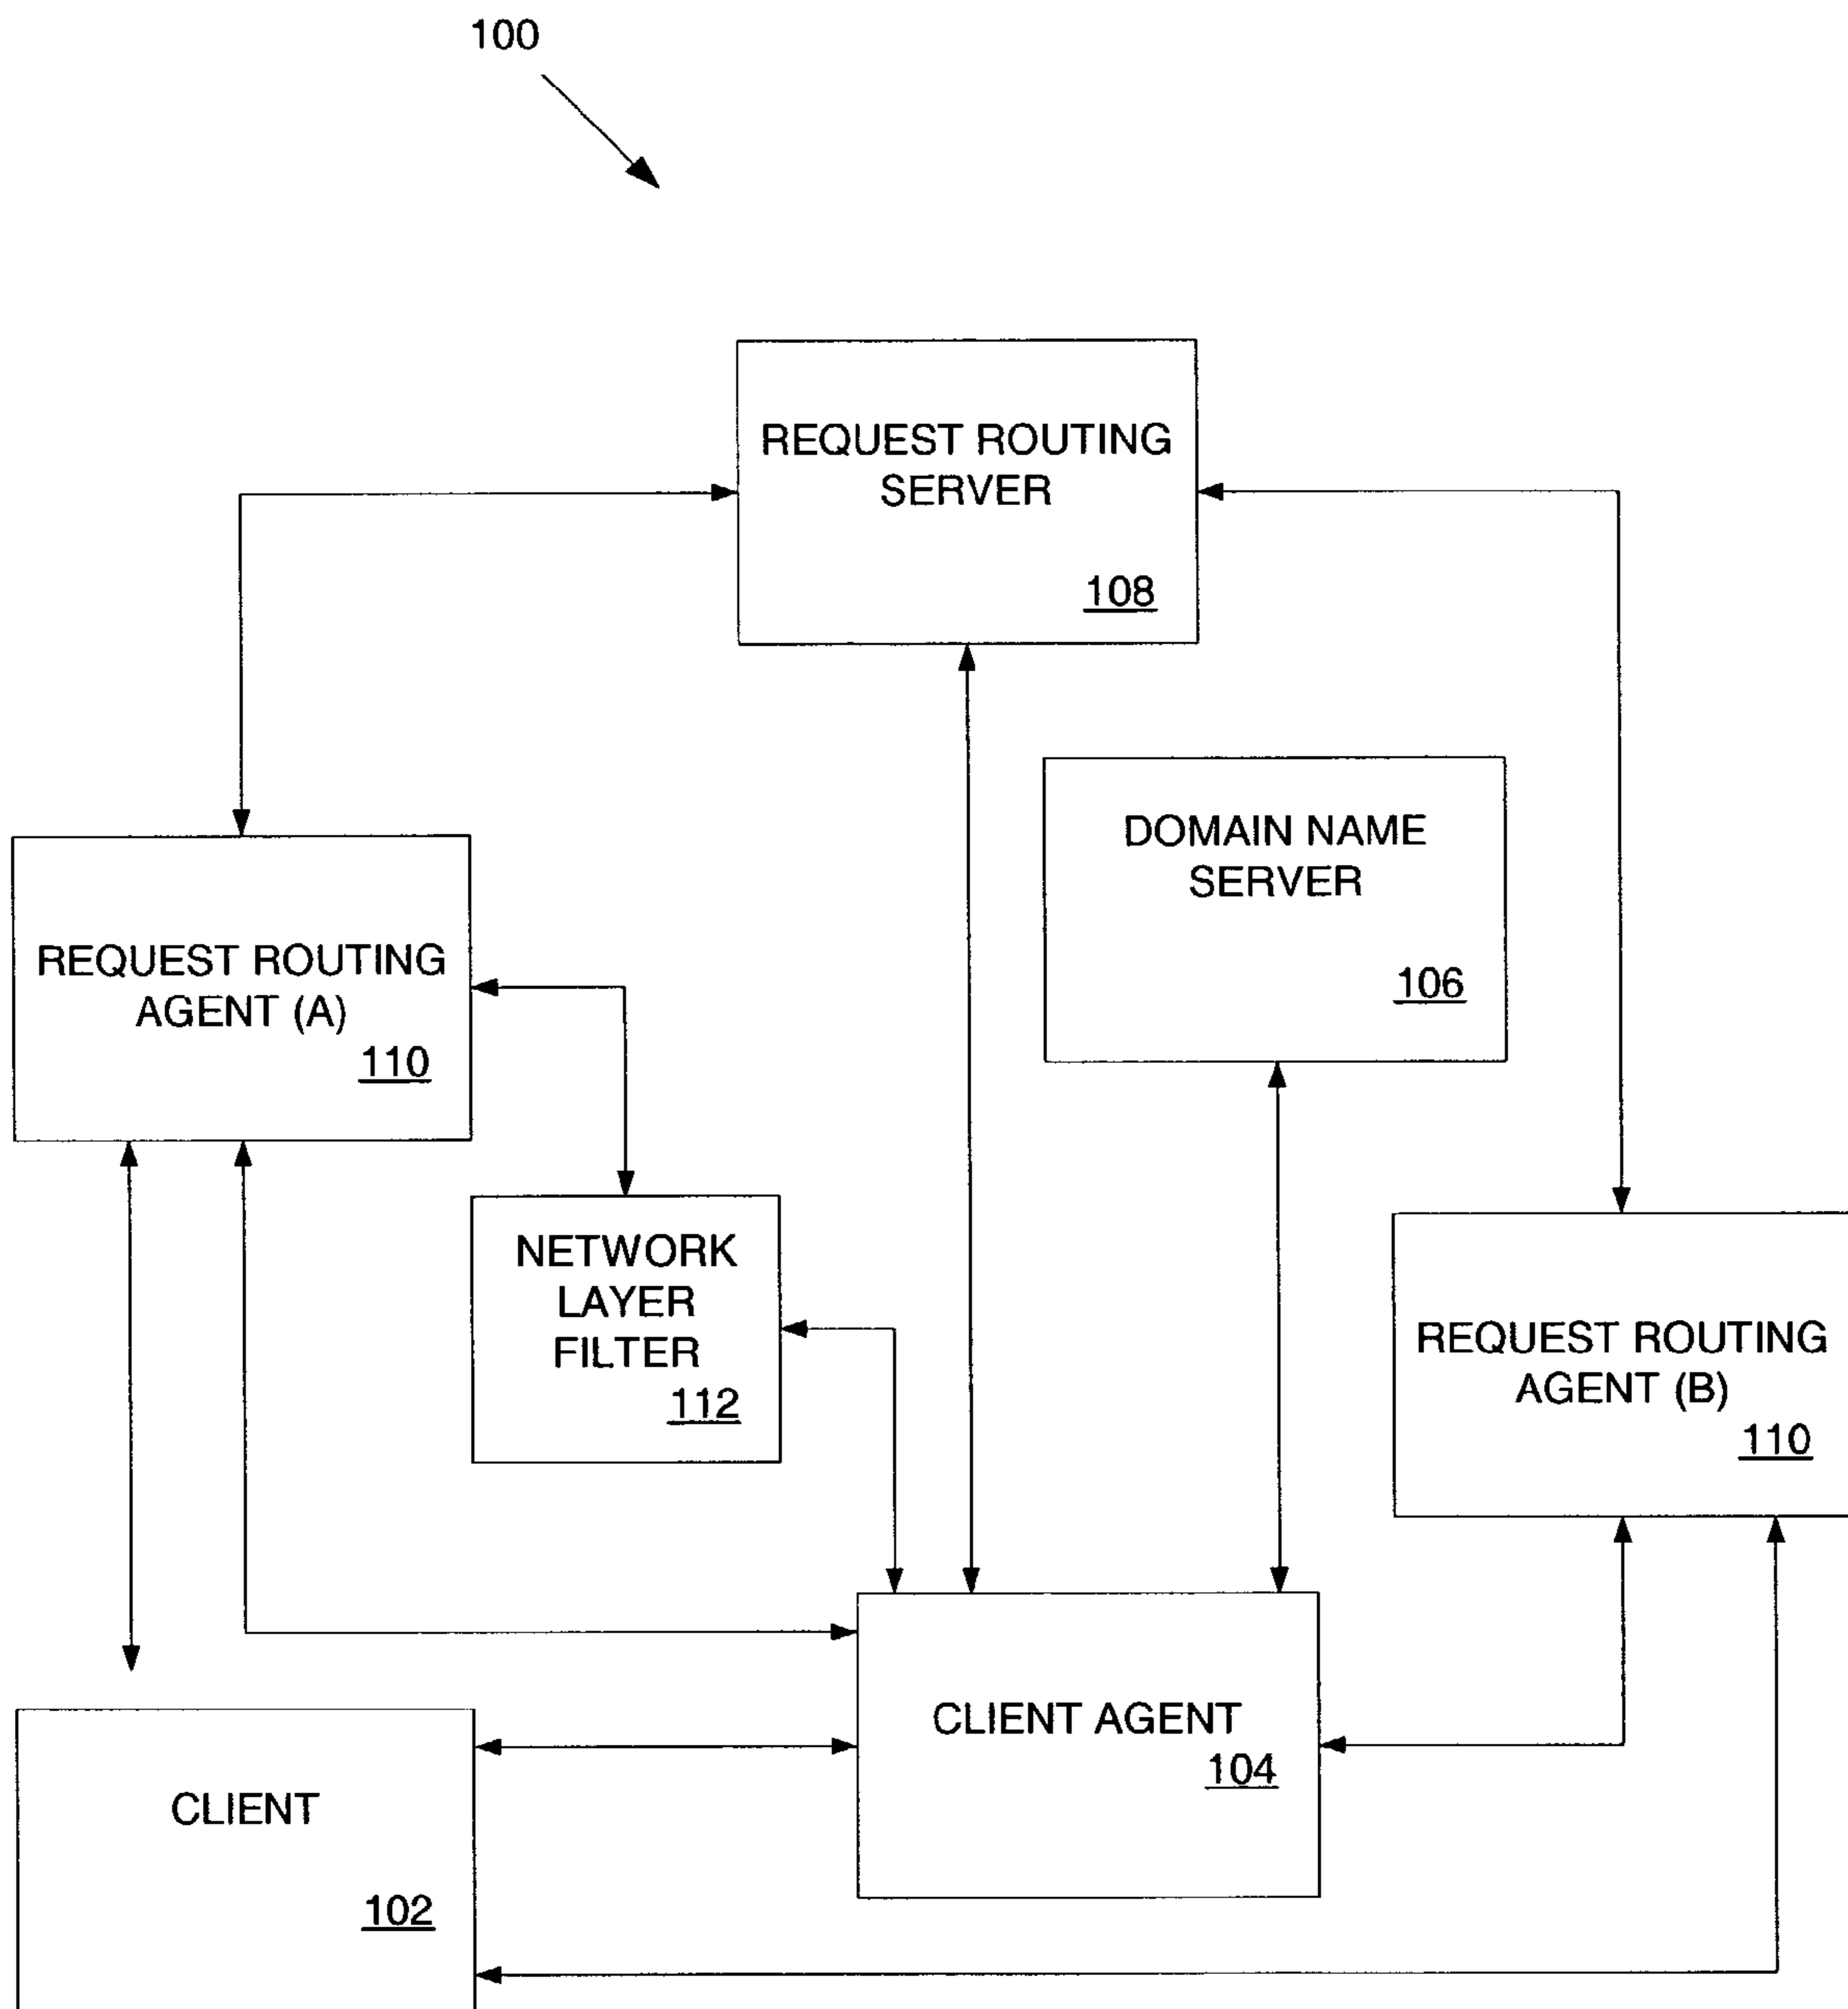 100
REQUEST ROUTING
SERVER
108
DOMAIN NAME
SERVER
106
REQUEST ROUTING
AGENT (A)
110
NETWORK
LAYER
FILTER
112
REQUEST ROUTING
AGENT (B)
110
CLIENT AGENT
104
CLIENT
102